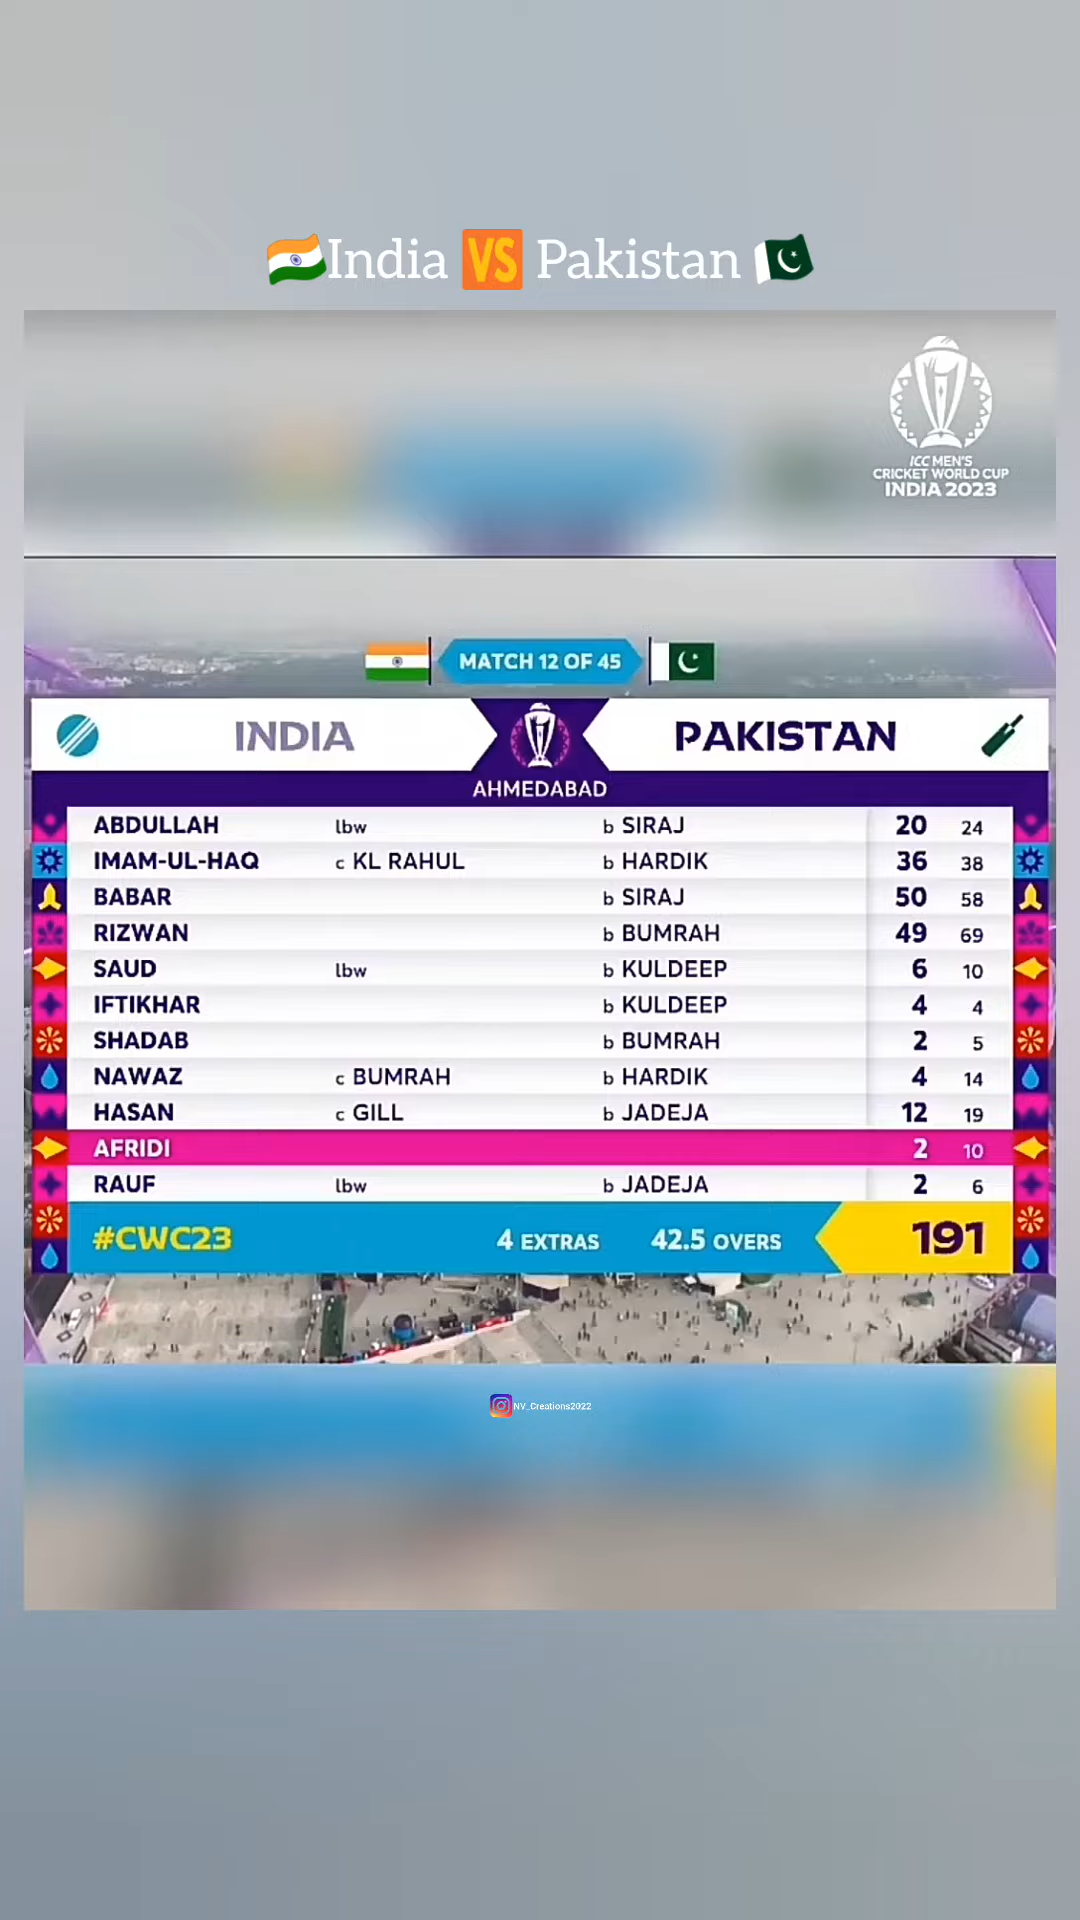 🇮🇳India 🆚 Pakistan 🇵🇰
ICC MEN'S
CRICKET WORLD CUP
INDIA 2023
MATCH 12 OF 45
INDIA PAKISTAN
AHMEDABAD
ABDULLAH lbw b SIRAJ 20 24
IMAM-UL-HAQ c KL RAHUL b HARDIK 36 38
BABAR b SIRAJ 50 58
RIZWAN b BUMRAH 49 69
SAUD lbw b KULDEEP 6 10
IFTIKHAR b KULDEEP 4 4
SHADAB b BUMRAH 2 5
NAWAZ c BUMRAH b HARDIK 4 14
HASAN c GILL b JADEJA 12 19
AFRIDI 2 10
RAUF lbw b JADEJA 2 6
#CWC23 4 EXTRAS 42.5 OVERS 191
NV_Creations2022